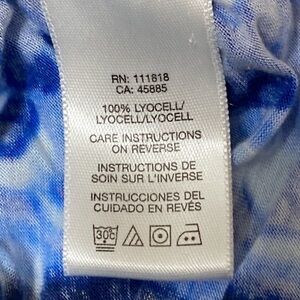 RN: 111818
CA: 45885
100% LYOCELL/
LYOCELL/LYOCELL
CARE INSTRUCTIONS
ON REVERSE
INSTRUCTIONS DE
SOIN SUR L'INVERSE
INSTRUCCIONES DEL
CUIDADO EN REVÉS
30C